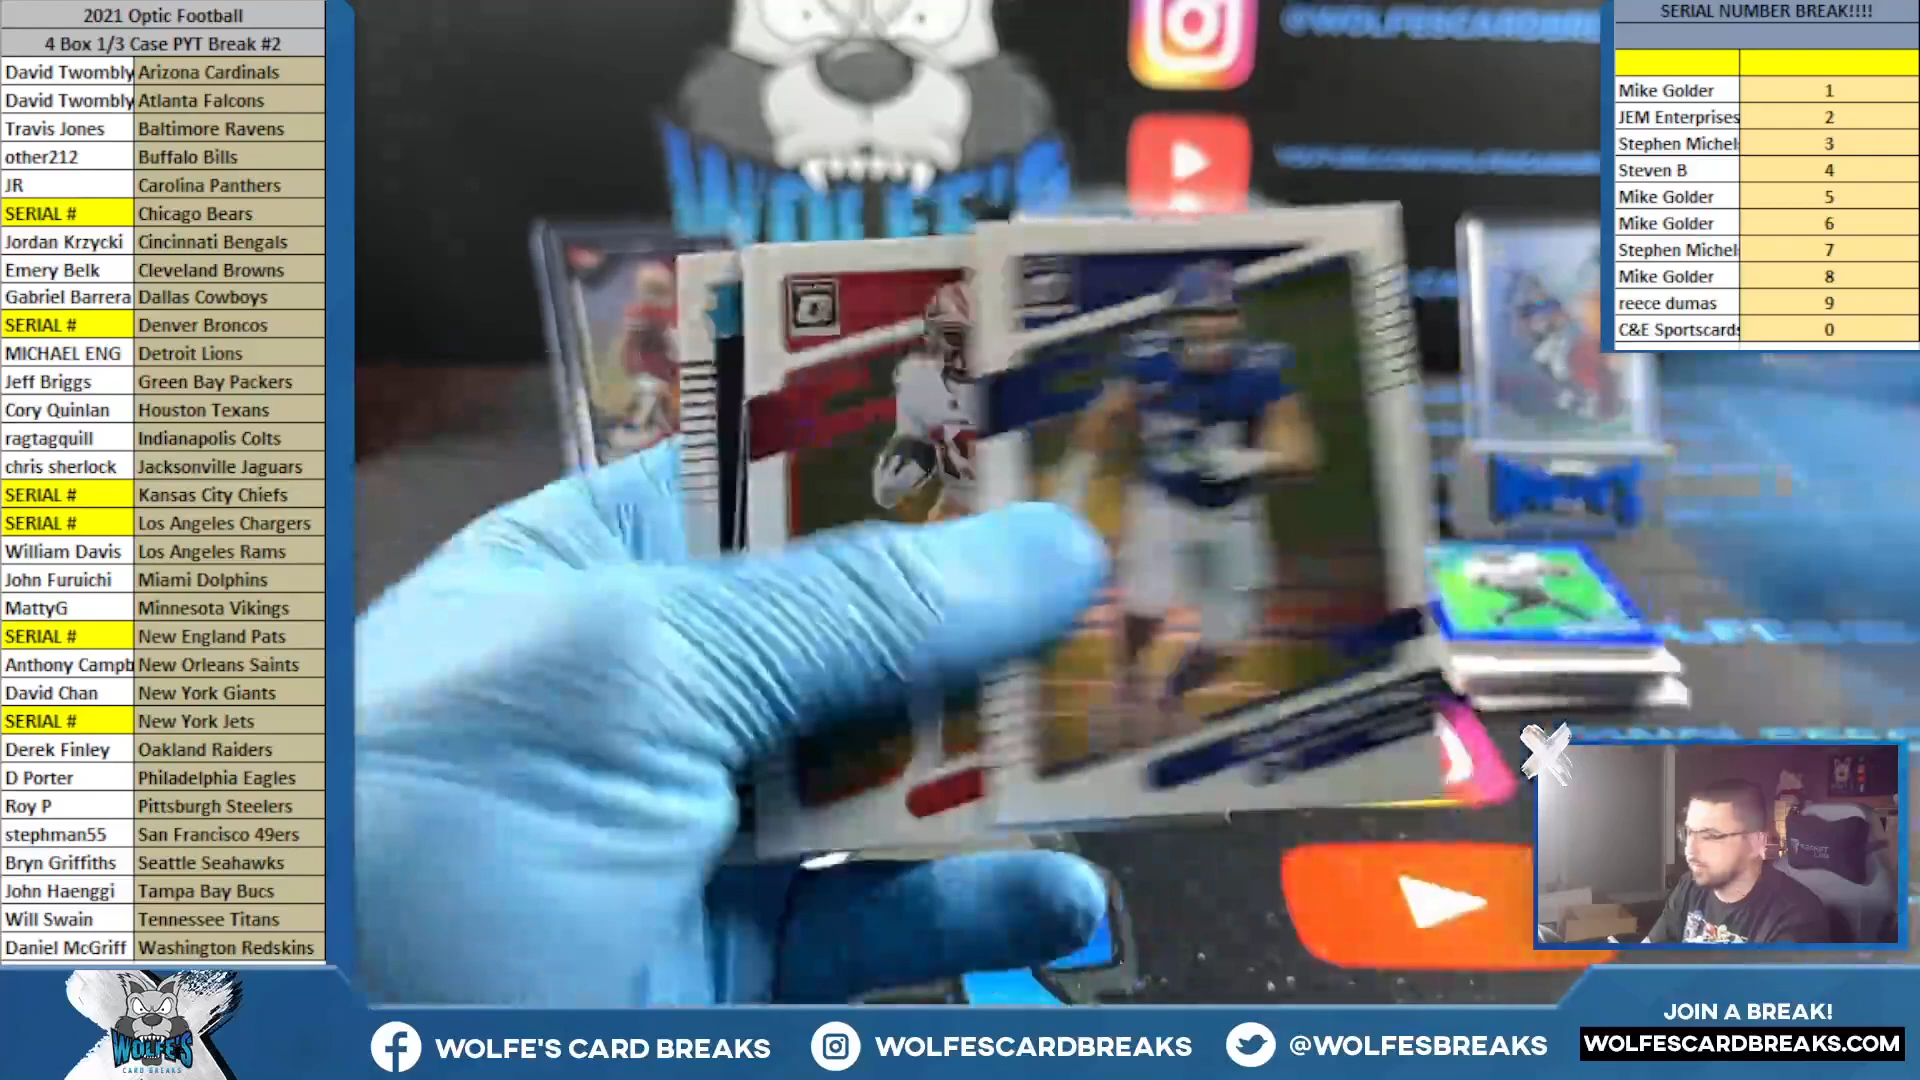 2021 Optic Football
4 Box 1/3 Case PYT Break #2
David Twombly Arizona Cardinals
David Twombly Atlanta Falcons
Travis Jones Baltimore Ravens
other212 Buffalo Bills
JR Carolina Panthers
SERIAL # Chicago Bears
Jordan Krzycki Cincinnati Bengals
Emery Belk Cleveland Browns
Gabriel Barrera Dallas Cowboys
SERIAL # Denver Broncos
MICHAEL ENG Detroit Lions
Jeff Briggs Green Bay Packers
Cory Quinlan Houston Texans
ragtagquill Indianapolis Colts
chris sherlock Jacksonville Jaguars
SERIAL # Kansas City Chiefs
SERIAL # Los Angeles Chargers
William Davis Los Angeles Rams
John Furuichi Miami Dolphins
MattyG Minnesota Vikings
SERIAL # New England Pats
Anthony Campb New Orleans Saints
David Chan New York Giants
SERIAL # New York Jets
Derek Finley Oakland Raiders
D Porter Philadelphia Eagles
Roy P Pittsburgh Steelers
stephman55 San Francisco 49ers
Bryn Griffiths Seattle Seahawks
John Haenggi Tampa Bay Bucs
Will Swain Tennessee Titans
Daniel McGriff Washington Redskins
WOLFE'S
@WOLFESCARDBRE
SERIAL NUMBER BREAK!!!!
Mike Golder 1
JEM Enterprises 2
Stephen Michel 3
Steven B 4
Mike Golder 5
Mike Golder 6
Stephen Michel 7
Mike Golder 8
reece dumas 9
C&E Sportscards 0
WOLFE'S
CARD BREAKS
WOLFE'S CARD BREAKS
WOLFESCARDBREAKS
@WOLFESBREAKS
JOIN A BREAK!
WOLFESCARDBREAKS.COM